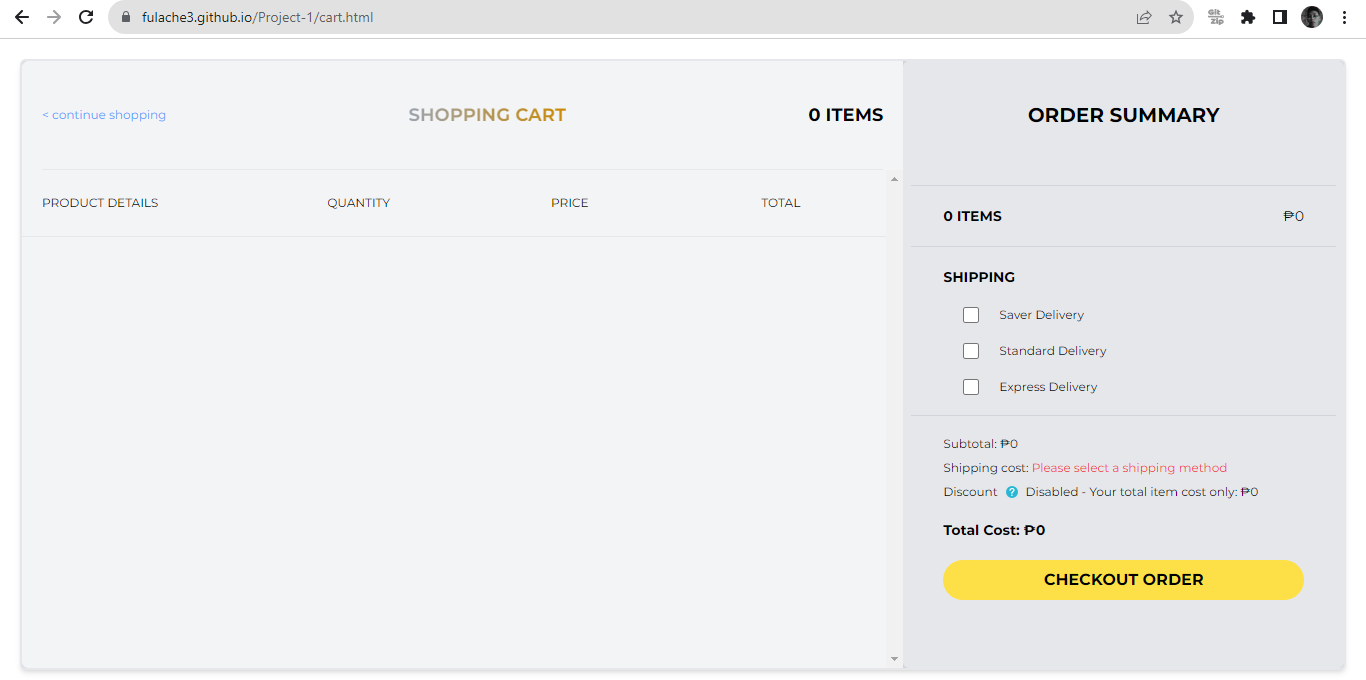 fulache3.github.io/Project-1/cart.html
Git
Zip
< continue shopping
SHOPPING CART
0 ITEMS
PRODUCT DETAILS
QUANTITY
PRICE
TOTAL
ORDER SUMMARY
0 ITEMS
₱0
SHIPPING
Saver Delivery
Standard Delivery
Express Delivery
Subtotal: ₱0
Shipping cost: Please select a shipping method
Discount ? Disabled - Your total item cost only: ₱0
Total Cost: ₱0
CHECKOUT ORDER